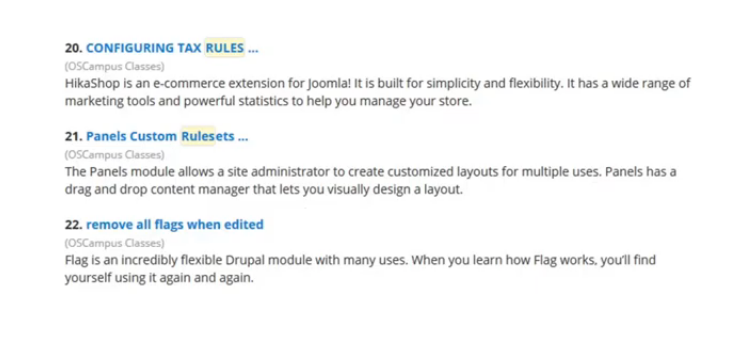 20. CONFIGURING TAX RULES ...
(OSCampus Classes)
HikaShop is an e-commerce extension for Joomla! It is built for simplicity and flexibility. It has a wide range of
marketing tools and powerful statistics to help you manage your store.
21. Panels Custom Rulesets ...
(OSCampus Classes)
The Panels module allows a site administrator to create customized layouts for multiple uses. Panels has a
drag and drop content manager that lets you visually design a layout.
22. remove all flags when edited
(OSCampus Classes)
Flag is an incredibly flexible Drupal module with many uses. When you learn how Flag works, you'll find
yourself using it again and again.